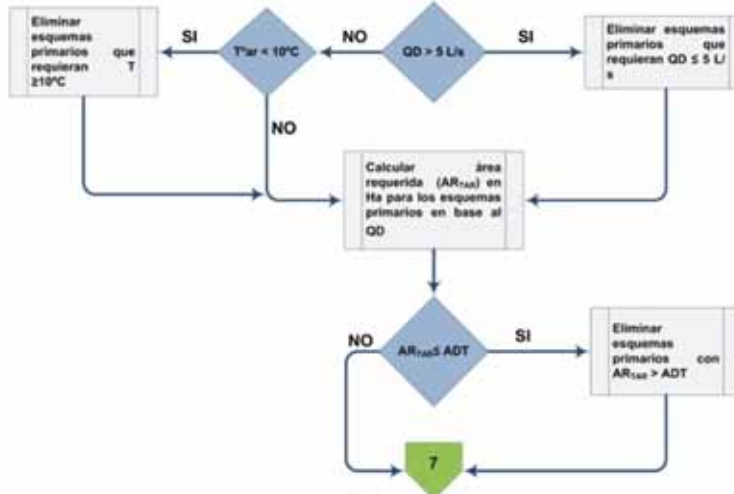 Eliminar
esquemas
primarios que
requieran T
≥10ºC
SI
Tºar < 10ºC
NO
QD > 5 L/s
SI
Eliminar esquemas
primarios que
requieran QD ≤ 5 L/
s
NO
Calcular área
requerida (ARTAR) en
Ha para los esquemas
primarios en base al
QD
NO
ARTAR≤ ADT
SI
Eliminar
esquemas
primarios con
ARTAR > ADT
7